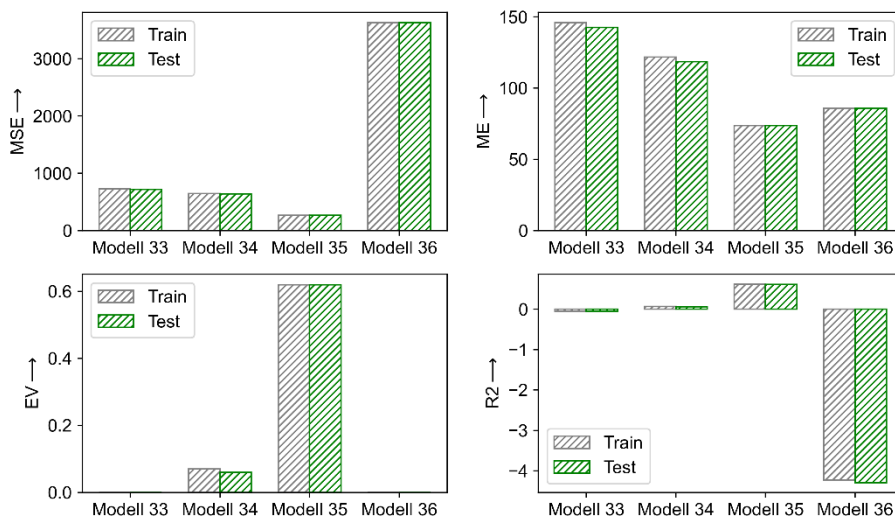 MSE →
3000
2000
1000
0
Train
Test
Modell 33 Modell 34 Modell 35 Modell 36
ME →
150
100
50
0
Train
Test
Modell 33 Modell 34 Modell 35 Modell 36
EV →
0.6
0.4
0.2
0.0
Train
Test
Modell 33 Modell 34 Modell 35 Modell 36
R2 →
0
−1
−2
−3
−4
Train
Test
Modell 33 Modell 34 Modell 35 Modell 36